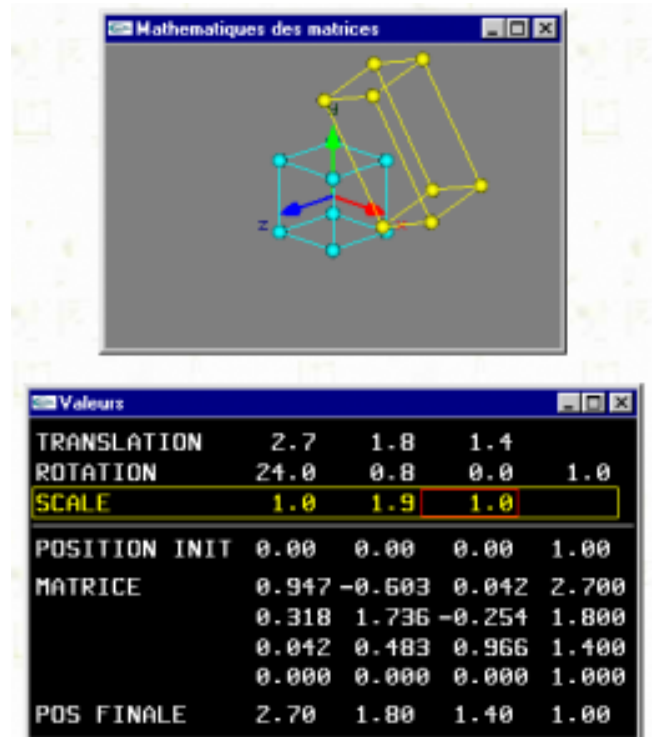 Mathematiques des matrices
y
z
Valeurs
TRANSLATION 2.7 1.8 1.4
ROTATION 24.0 0.8 0.0 1.0
SCALE 1.0 1.9 1.0
POSITION INIT 0.00 0.00 0.00 1.00
MATRICE 0.947 -0.603 0.042 2.700
0.318 1.736 -0.254 1.800
0.042 0.483 0.966 1.400
0.000 0.000 0.000 1.000
POS FINALE 2.70 1.80 1.40 1.00